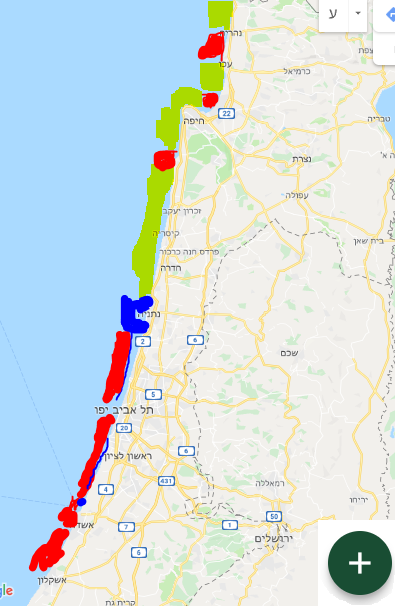 ע
נהריה
צפת
עכו
כרמיאל
22
חיפה
טבריה
נצרת
עפולה
זכרון יעקב
קיסריה
בית שאן
פרדס חנה כרכור
חדרה
נתניה
2
6
שכם
5
תל אביב יפו
20
6
ראשון לציון
431
רמאללה
4
יריחו
50
אשדוד
7
1
ירושלים
5
אשקלון
קרית גת
gle